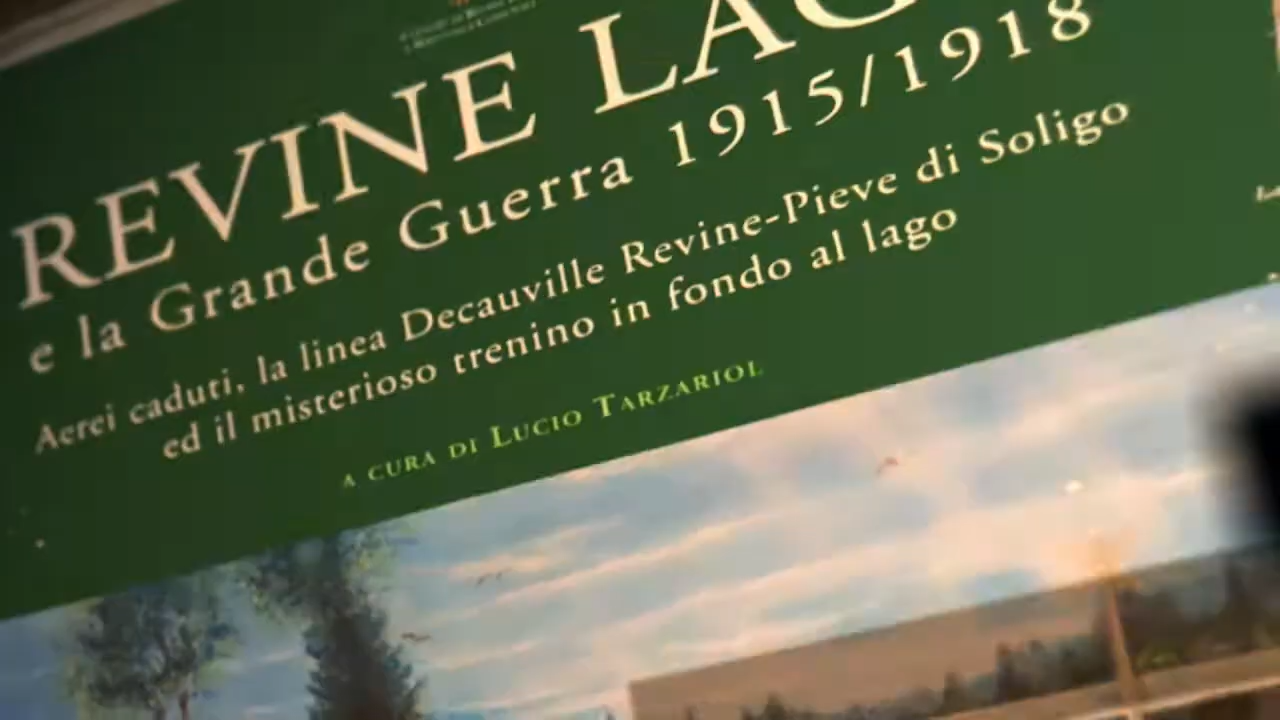 REVINE LAG
e la Grande Guerra 1915/1918
Aerei caduti, la linea Decauville Revine-Pieve di Soligo
ed il misterioso trenino in fondo al lago
A CURA DI LUCIO TARZARIOL